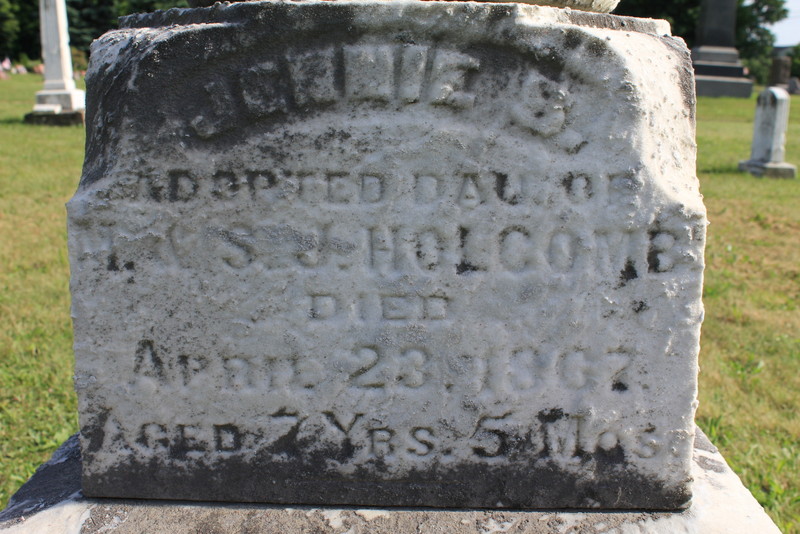 JENNIE S.
ADOPTED DAU. OF
H. & S. J. HOLCOMB
DIED
APRIL 23, 1867.
AGED 7 YRS. 5 MOS.